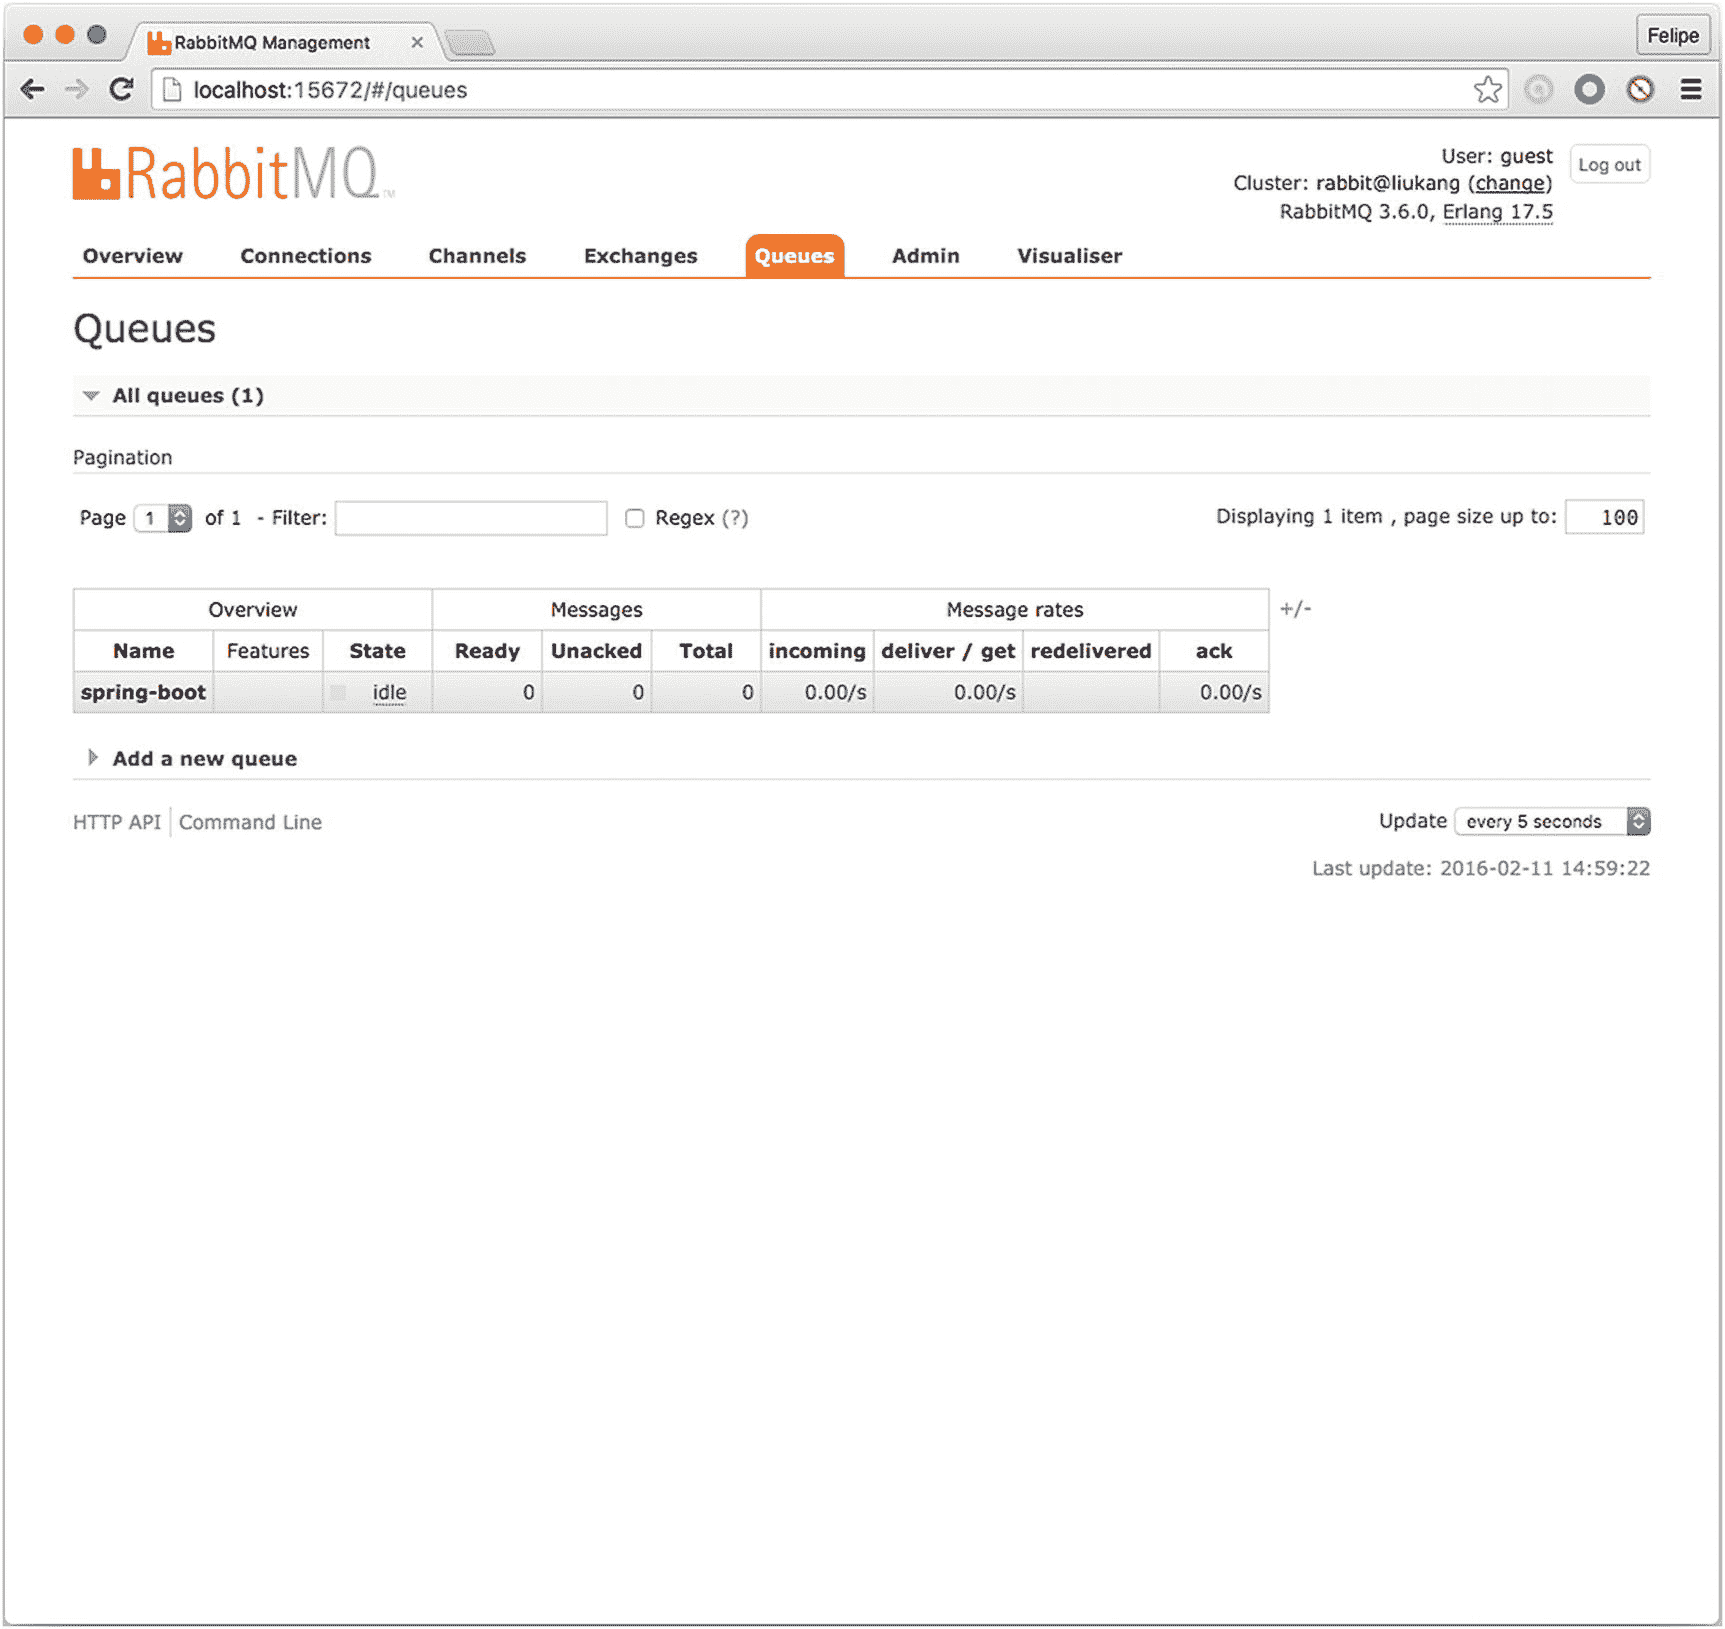 RabbitMQ Management
Felipe
localhost:15672/#/queues
RabbitMQ™
User: guest
Log out
Cluster: rabbit@liukang (change)
RabbitMQ 3.6.0, Erlang 17.5
Overview Connections Channels Exchanges Queues Admin Visualiser
Queues
All queues (1)
Pagination
Page 1 of 1 - Filter: Regex (?) Displaying 1 item , page size up to: 100
Overview Messages Message rates +/-
Name Features State Ready Unacked Total incoming deliver / get redelivered ack
spring-boot idle 0 0 0 0.00/s 0.00/s 0.00/s
Add a new queue
HTTP API Command Line Update every 5 seconds
Last update: 2016-02-11 14:59:22